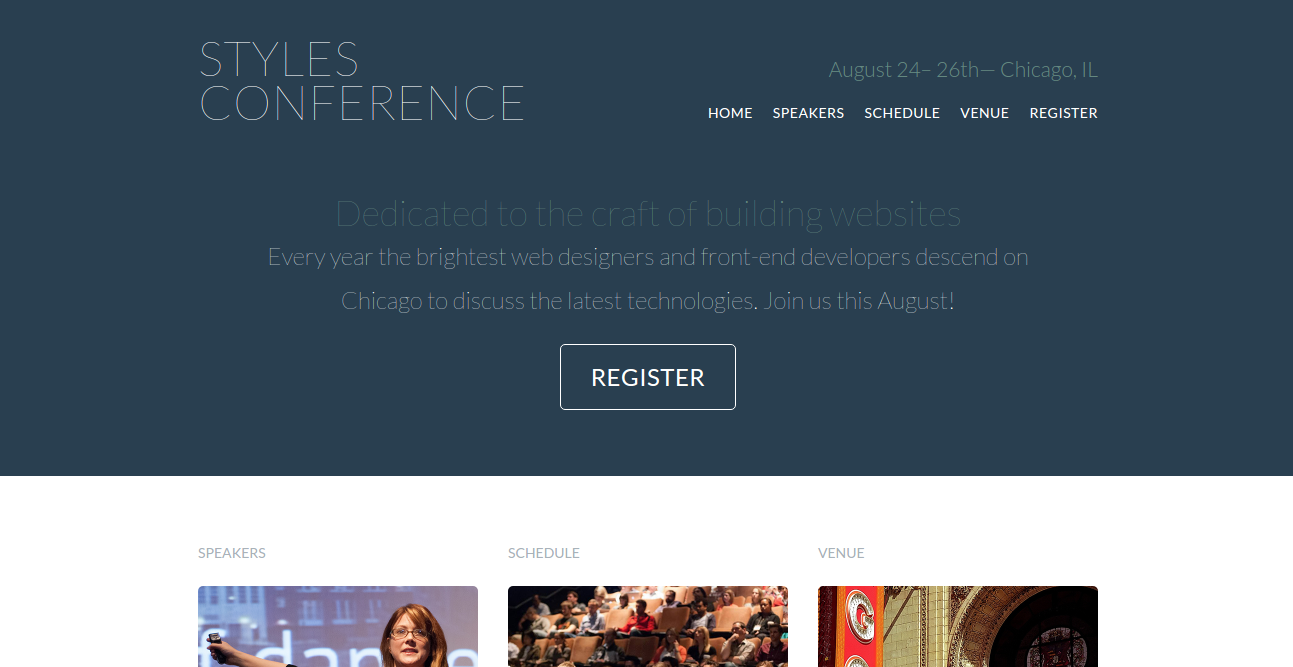 STYLES
CONFERENCE
August 24– 26th— Chicago, IL
HOME SPEAKERS SCHEDULE VENUE REGISTER
Dedicated to the craft of building websites
Every year the brightest web designers and front-end developers descend on
Chicago to discuss the latest technologies. Join us this August!
REGISTER
SPEAKERS SCHEDULE VENUE